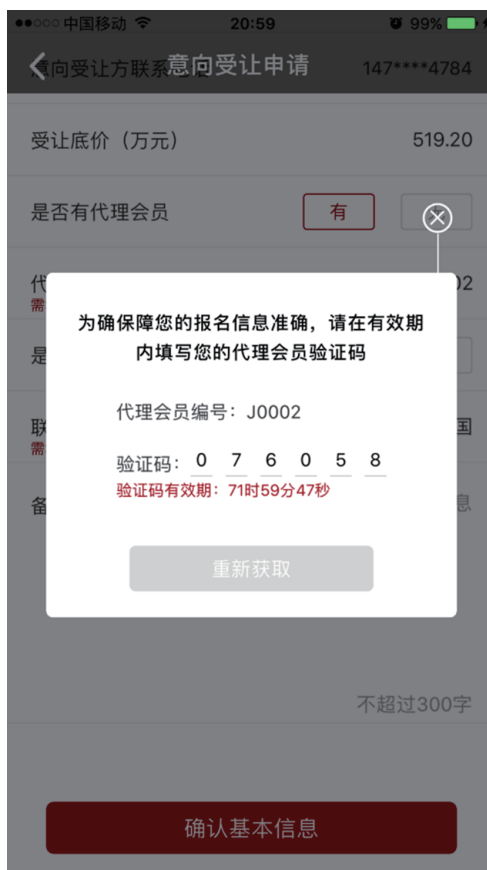 中国移动 20:59 99%
意向受让方联系
意向受让申请
147****4784
受让底价（万元） 519.20
是否有代理会员 有
代
需
02
为确保障您的报名信息准确，请在有效期
内填写您的代理会员验证码
是
代理会员编号：J0002
联
需
国
验证码：0 7 6 0 5 8
验证码有效期：71时59分47秒
备
息
重新获取
不超过300字
确认基本信息